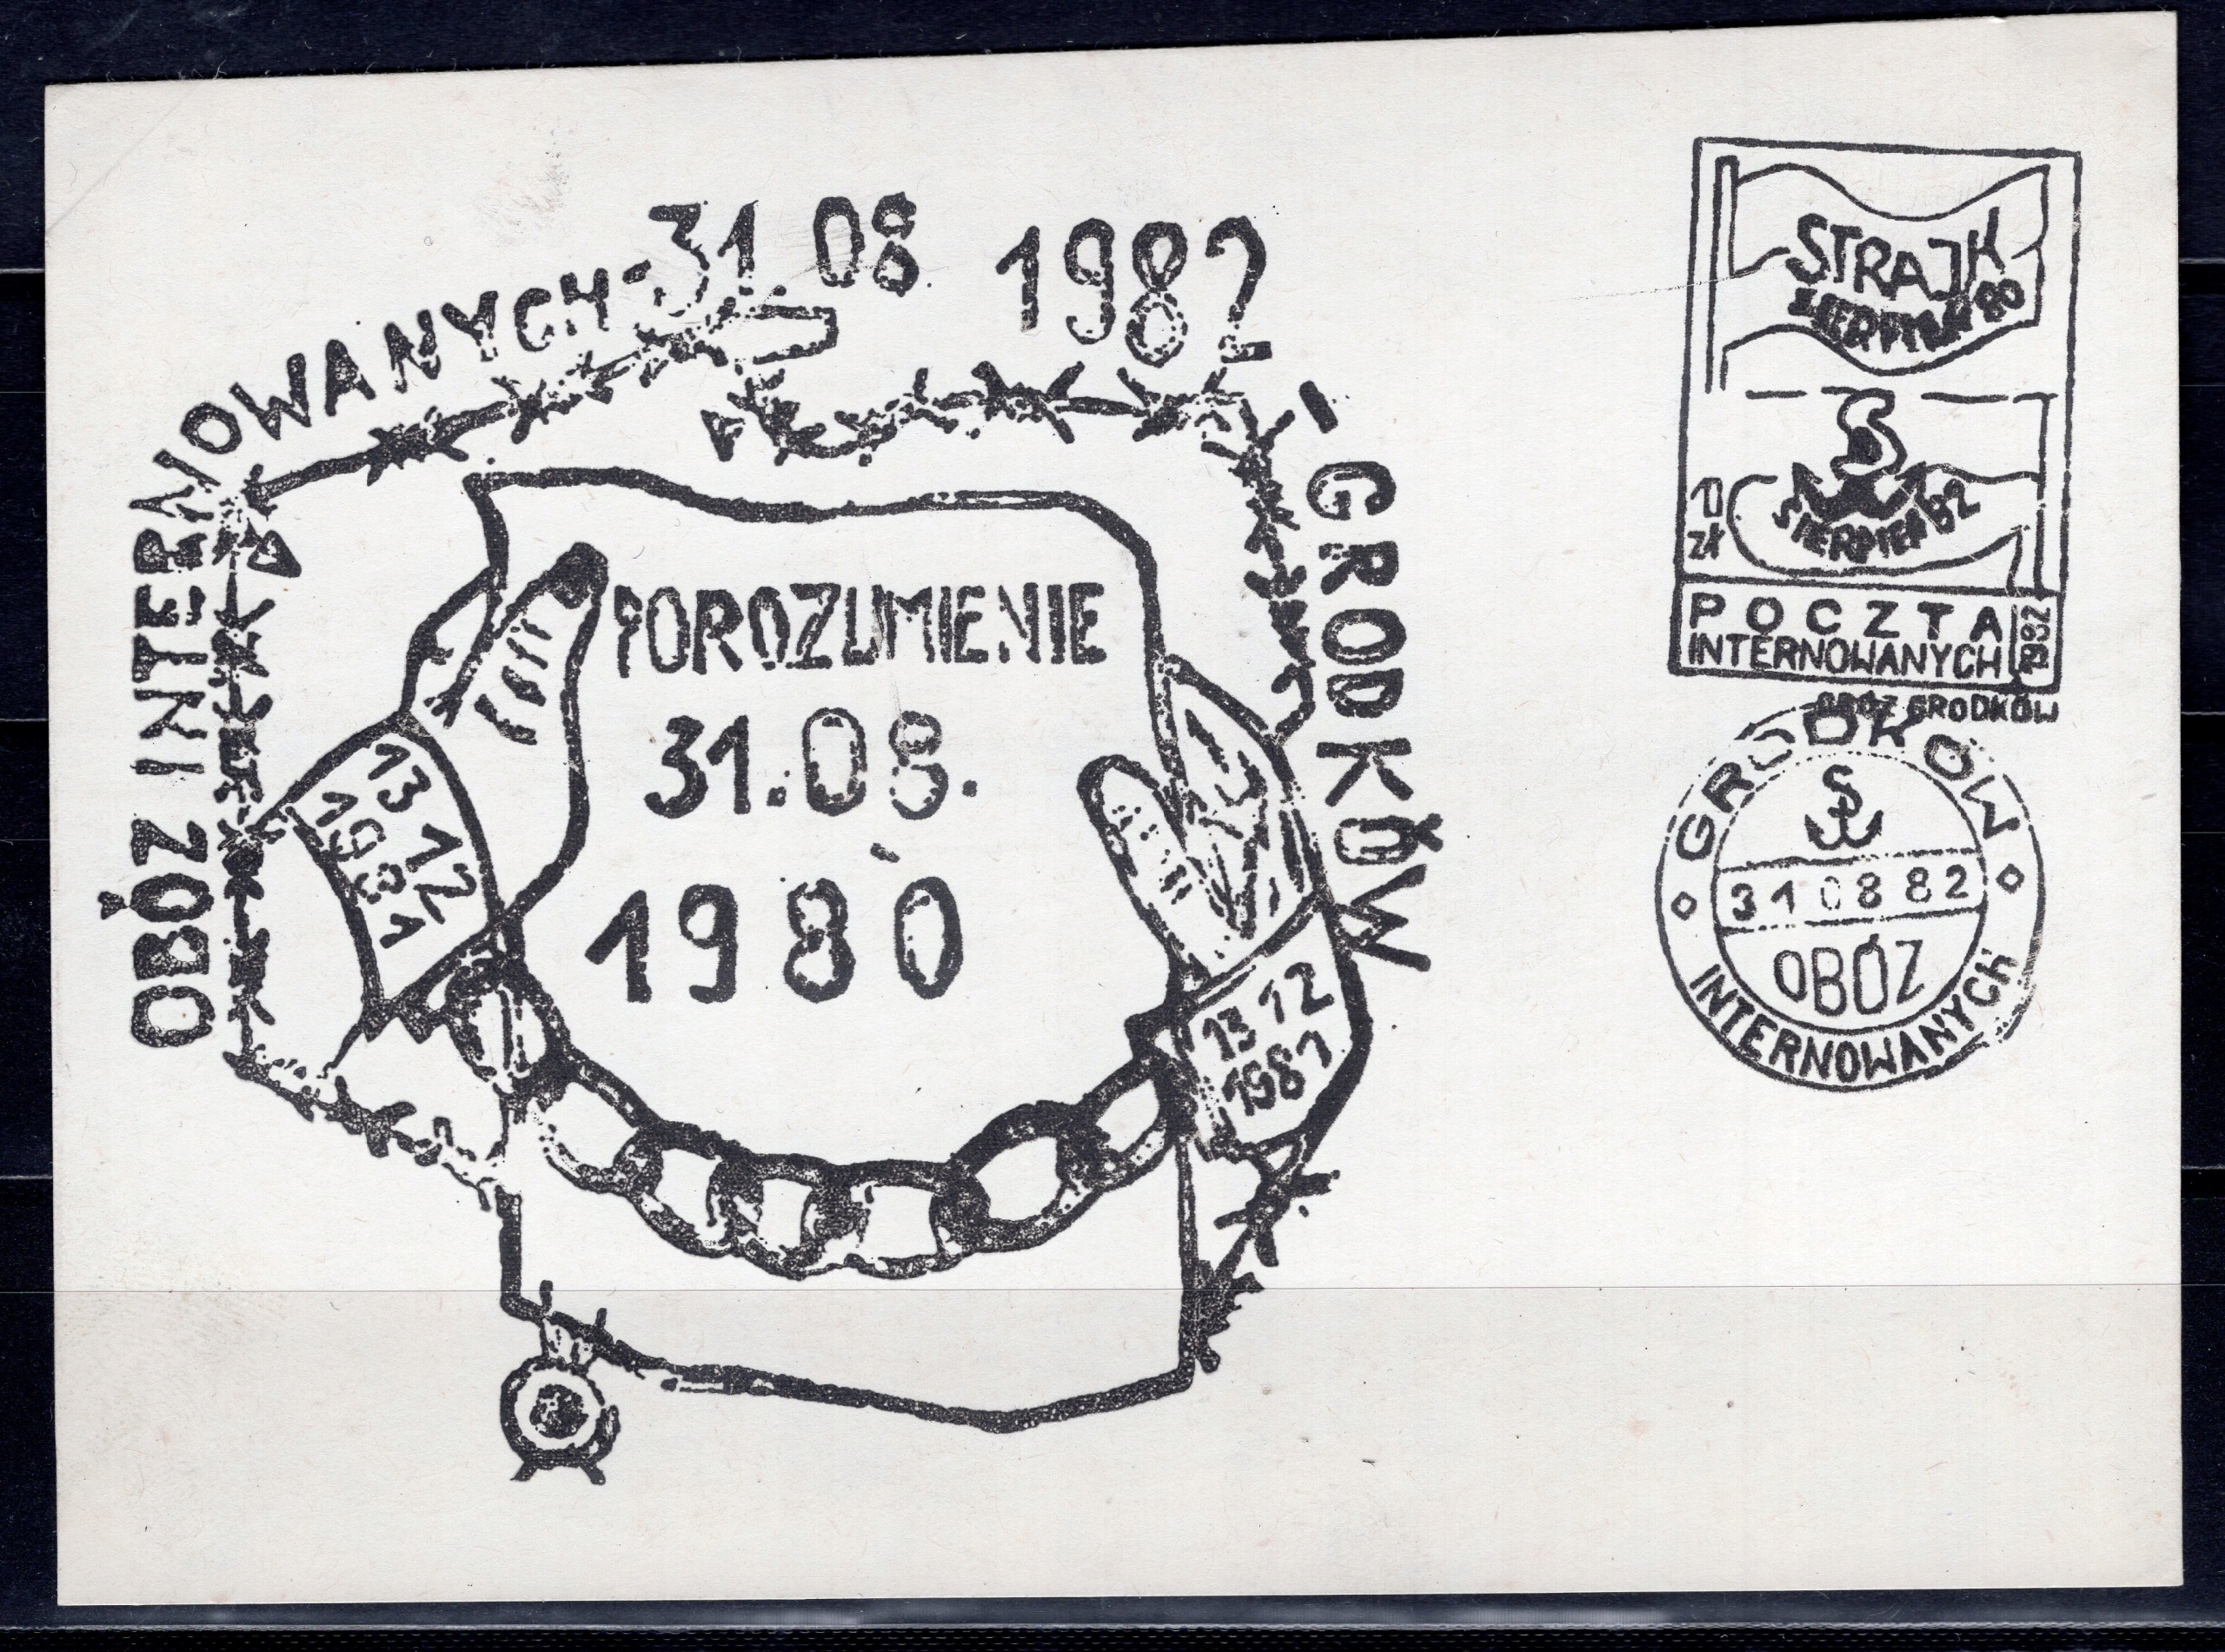 OBÓZ INTERNOWANYCH - 31.08 1982 - GRODKÓW
POROZUMIENIE
31.08.
1980
13 12
1981
13 12
1981
STRAJK
SIERPIEŃ 80
SIERPIEŃ 82
zł
POCZTA
INTERNOWANYCH
1982
OBÓZ GRODKÓW
GRODKÓW
31 08 82
OBÓZ
INTERNOWANYCH